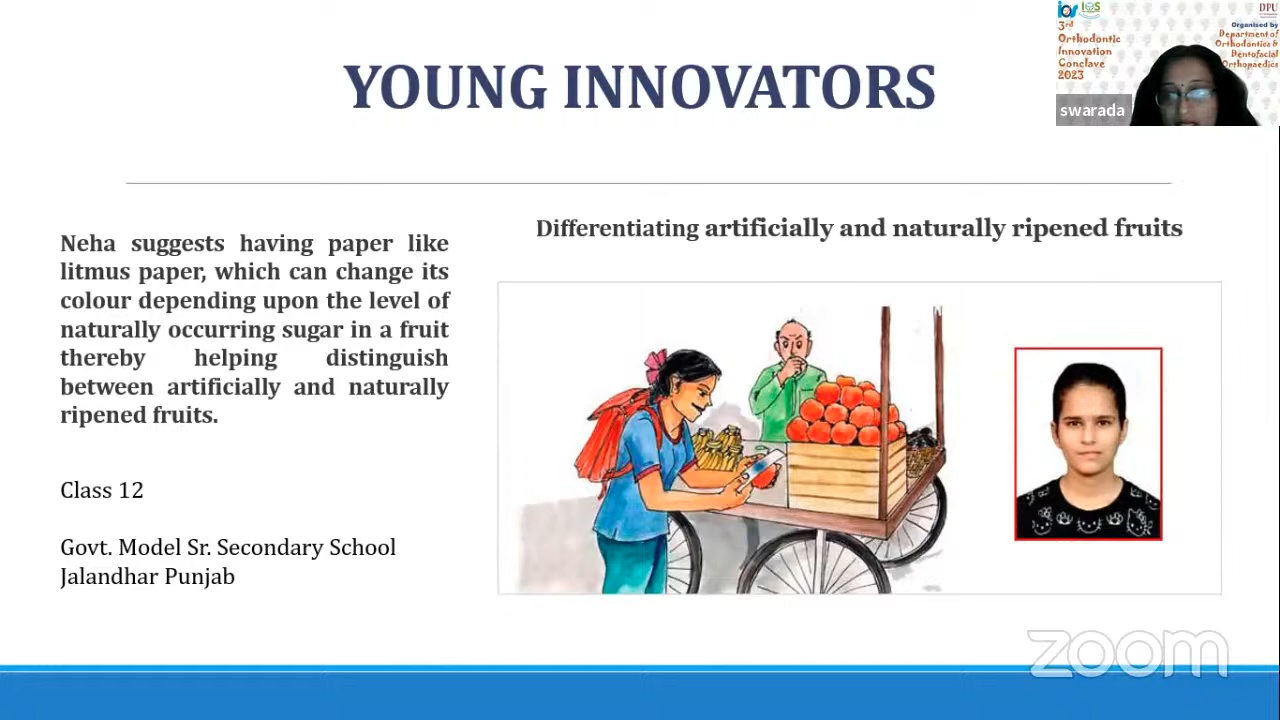 YOUNG INNOVATORS
3rd
Orthodontic
Innovation
Conclave
2023
DPU
Organised by
Department of
Orthodontics &
Dentofacial
Orthopaedics
swarada
Differentiating artificially and naturally ripened fruits
Neha suggests having paper like
litmus paper, which can change its
colour depending upon the level of
naturally occurring sugar in a fruit
thereby helping distinguish
between artificially and naturally
ripened fruits.
Class 12
Govt. Model Sr. Secondary School
Jalandhar Punjab
zoom